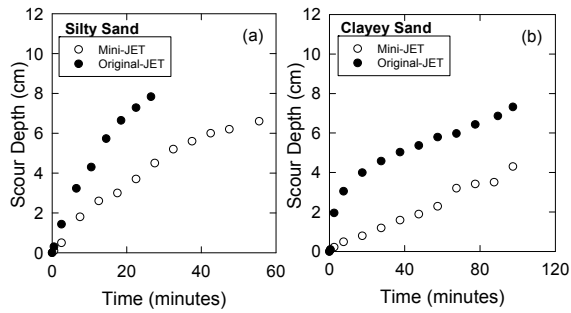 Silty Sand
(a)
Mini-JET
Original-JET
Scour Depth (cm)
12
10
8
6
4
2
0
0 20 40 60
Time (minutes)
Clayey Sand
(b)
Mini-JET
Original-JET
Scour Depth (cm)
12
10
8
6
4
2
0
0 40 80 120
Time (minutes)